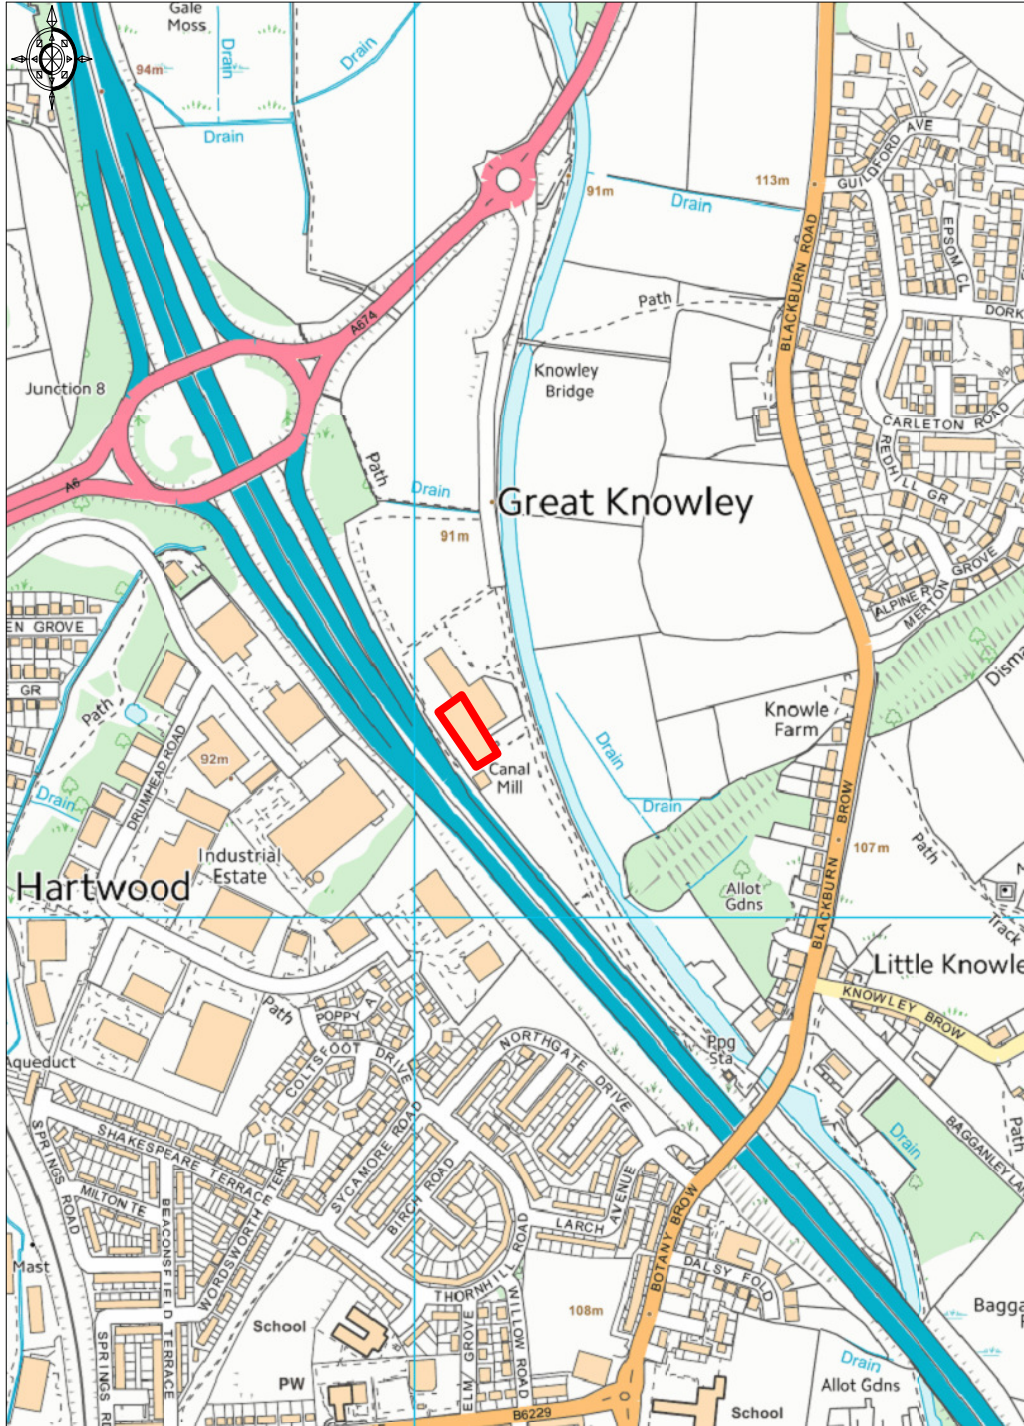 Gale
Moss
Drain
Drain
94m
Drain
GUILDFORD AVE
113m
91m
Drain
EPSOM CL
BLACKBURN ROAD
DORK
Path
A674
Knowley
Bridge
Junction 8
CARLETON ROAD
REDHILL GR
Path
A6
Drain
Great Knowley
91m
MERTON GROVE
ALPINE R
EN GROVE
E GR
Path
Disma
Knowle
Farm
DRUMHEAD ROAD
92m
Drain
Canal
Mill
Drain
Drain
BLACKBURN BROW
107m
Path
Industrial
Estate
Hartwood
Allot
Gdns
Track
Little Knowle
KNOWLEY BROW
Path
POPPY A
COLTSFOOT DRIVE
NORTHGATE DRIVE
Ppg
Sta
Aqueduct
Drain
BAGGANLEY LA
Path
SPRINGS ROAD
SHAKESPEARE TERRACE
TERR
SYCAMORE ROAD
BIRCH ROAD
MILTON TE
BEACONSFIELD TERRACE
WORDSWORTH
LARCH
AVENUE
BOTANY BROW
Mast
DALSY FOLD
THORNHILL ROAD
WILLOW ROAD
ELM GROVE
108m
Bagga
School
SPRINGS RE
PW
Drain
Allot Gdns
B6229
School